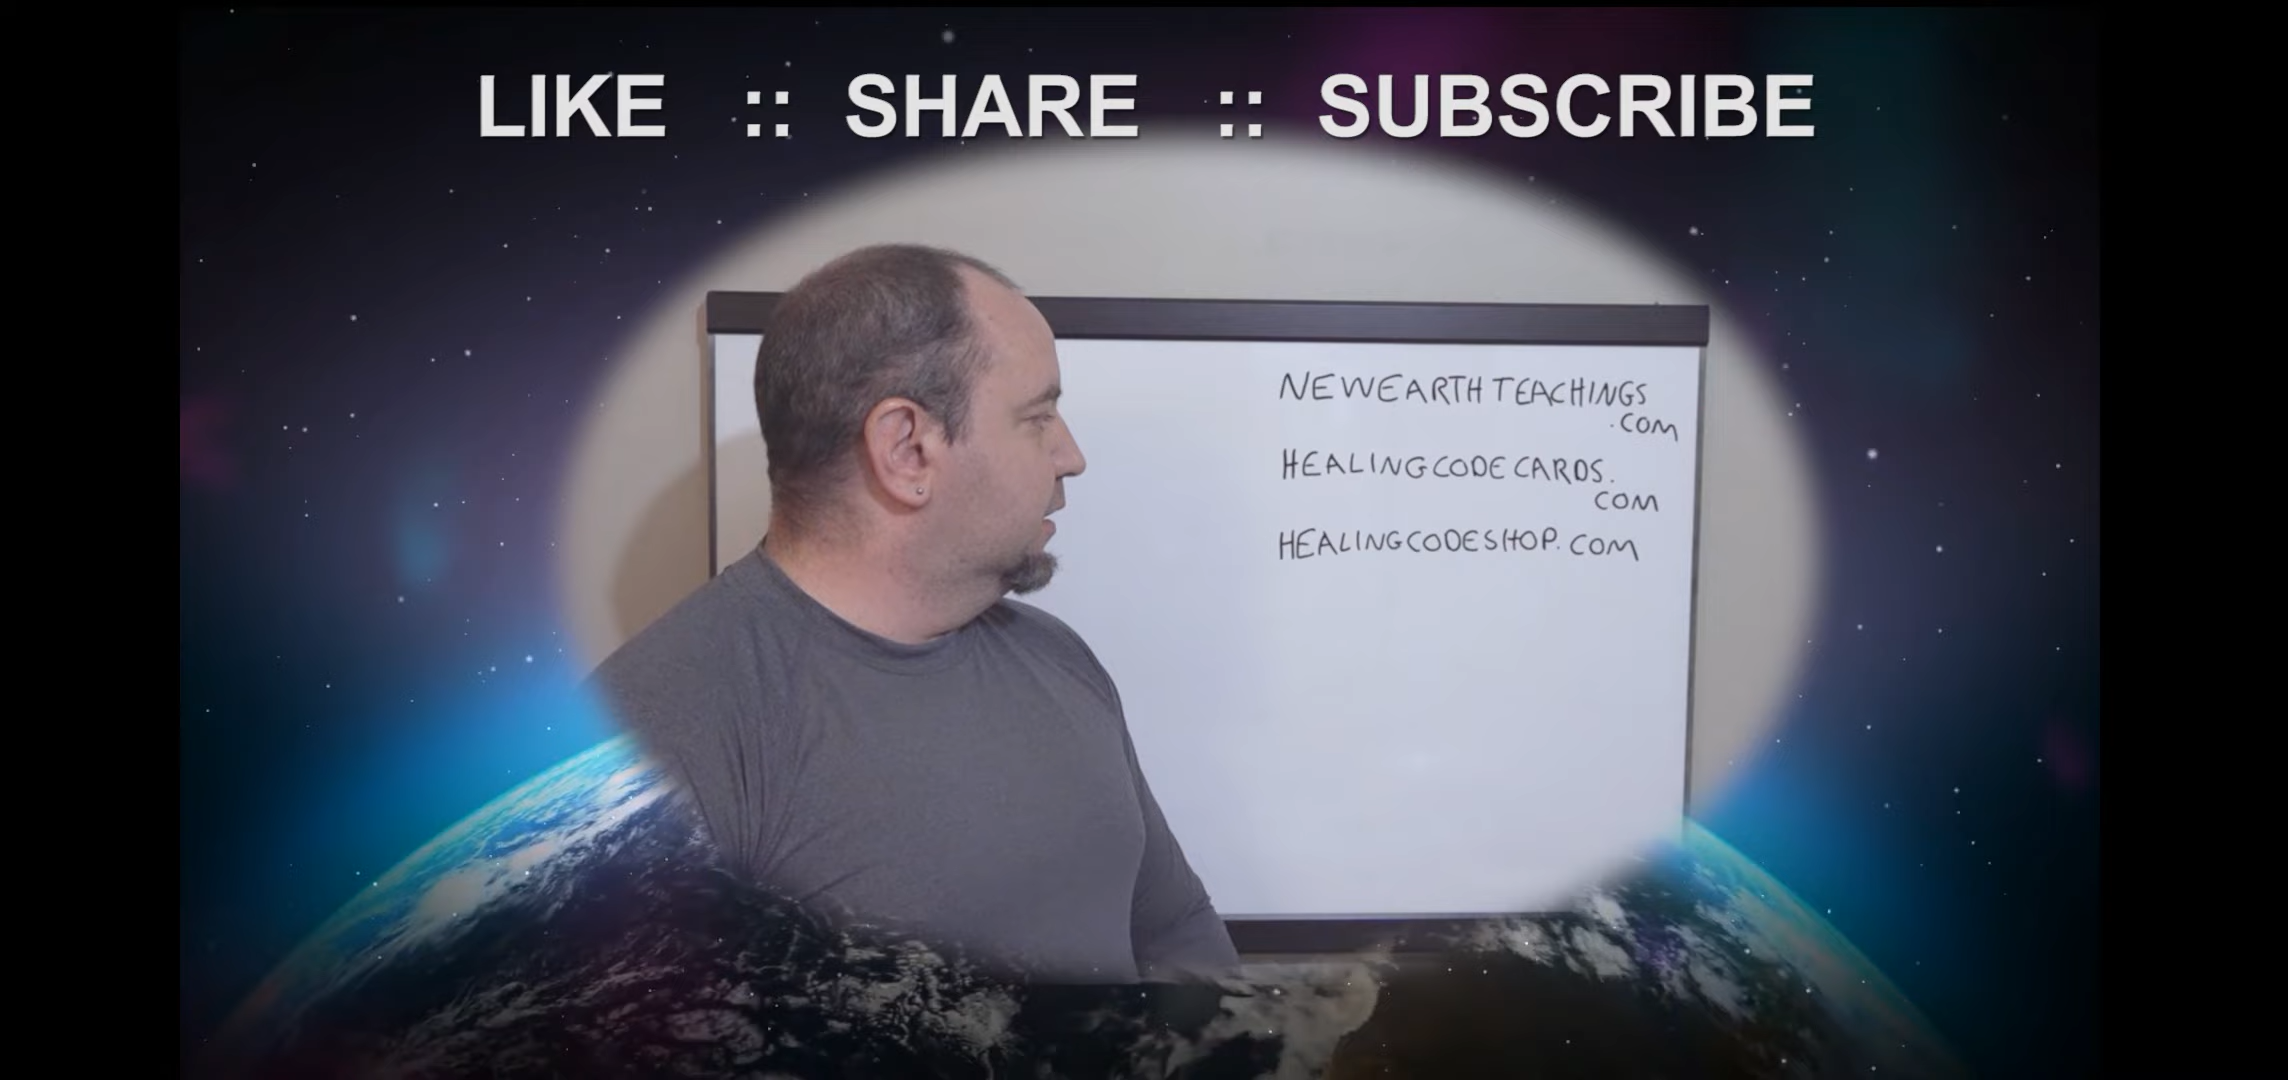 LIKE :: SHARE :: SUBSCRIBE
NEWEARTHTEACHINGS
.COM
HEALINGCODECARDS.
COM
HEALINGCODESHOP.COM